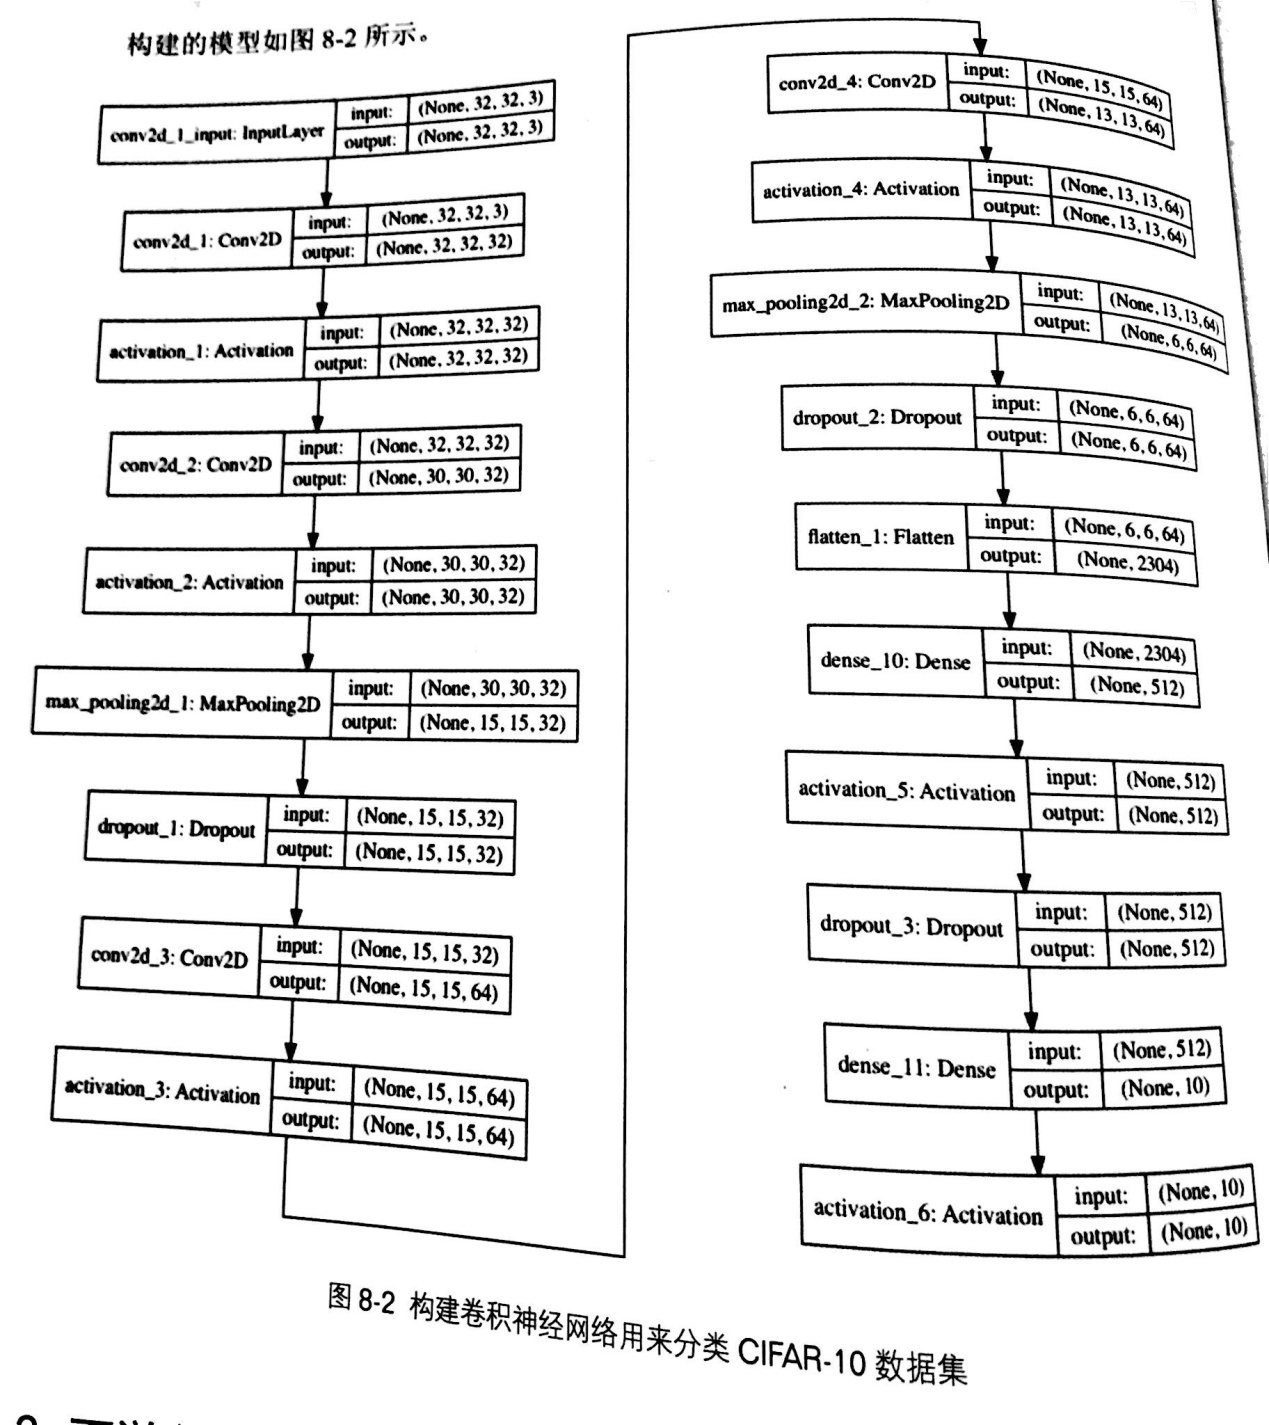 构建的模型如图 8-2 所示。
conv2d_1_input: InputLayer
input: (None, 32, 32, 3)
output: (None, 32, 32, 3)
conv2d_1: Conv2D
input: (None, 32, 32, 3)
output: (None, 32, 32, 32)
activation_1: Activation
input: (None, 32, 32, 32)
output: (None, 32, 32, 32)
conv2d_2: Conv2D
input: (None, 32, 32, 32)
output: (None, 30, 30, 32)
activation_2: Activation
input: (None, 30, 30, 32)
output: (None, 30, 30, 32)
max_pooling2d_1: MaxPooling2D
input: (None, 30, 30, 32)
output: (None, 15, 15, 32)
dropout_1: Dropout
input: (None, 15, 15, 32)
output: (None, 15, 15, 32)
conv2d_3: Conv2D
input: (None, 15, 15, 32)
output: (None, 15, 15, 64)
activation_3: Activation
input: (None, 15, 15, 64)
output: (None, 15, 15, 64)
conv2d_4: Conv2D
input: (None, 15, 15, 64)
output: (None, 13, 13, 64)
activation_4: Activation
input: (None, 13, 13, 64)
output: (None, 13, 13, 64)
max_pooling2d_2: MaxPooling2D
input: (None, 13, 13, 64)
output: (None, 6, 6, 64)
dropout_2: Dropout
input: (None, 6, 6, 64)
output: (None, 6, 6, 64)
flatten_1: Flatten
input: (None, 6, 6, 64)
output: (None, 2304)
dense_10: Dense
input: (None, 2304)
output: (None, 512)
activation_5: Activation
input: (None, 512)
output: (None, 512)
dropout_3: Dropout
input: (None, 512)
output: (None, 512)
dense_11: Dense
input: (None, 512)
output: (None, 10)
activation_6: Activation
input: (None, 10)
output: (None, 10)
图 8-2 构建卷积神经网络用来分类 CIFAR-10 数据集